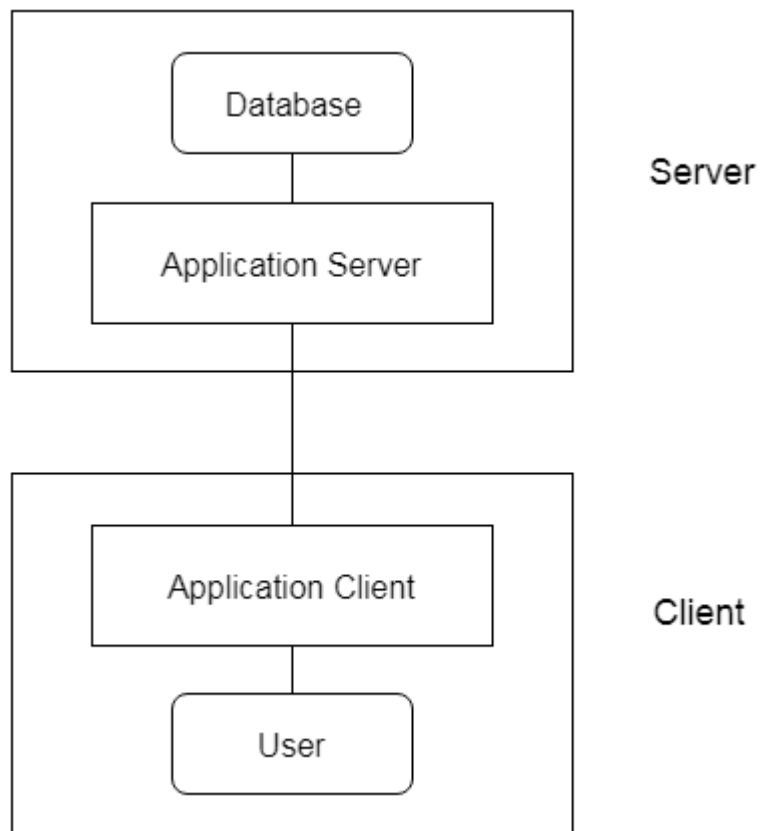 Database
Server
Application Server
Application Client
Client
User